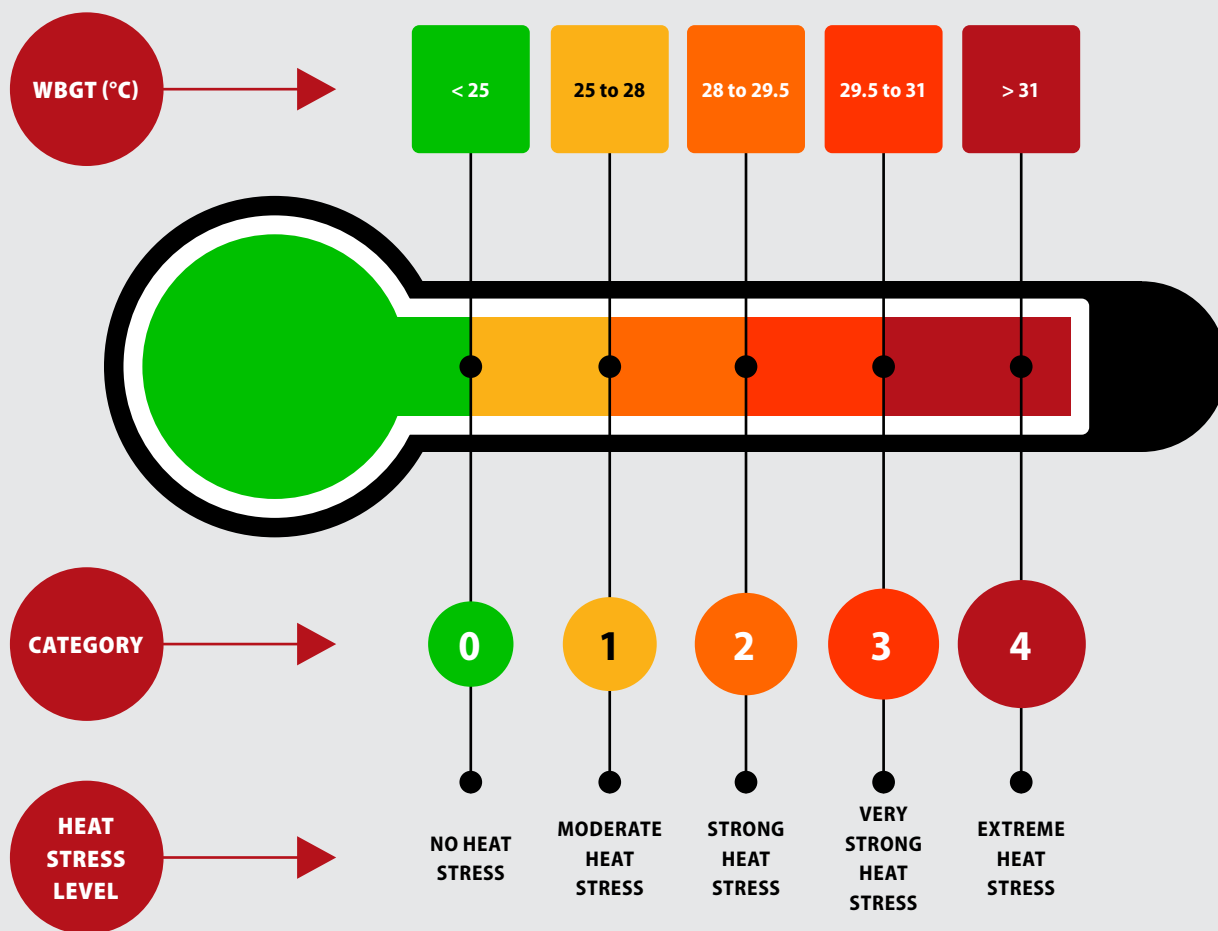 WBGT (°C)
< 25
25 to 28
28 to 29.5
29.5 to 31
> 31
CATEGORY
0
1
2
3
4
HEAT
STRESS
LEVEL
NO HEAT
STRESS
MODERATE
HEAT
STRESS
STRONG
HEAT
STRESS
VERY
STRONG
HEAT
STRESS
EXTREME
HEAT
STRESS